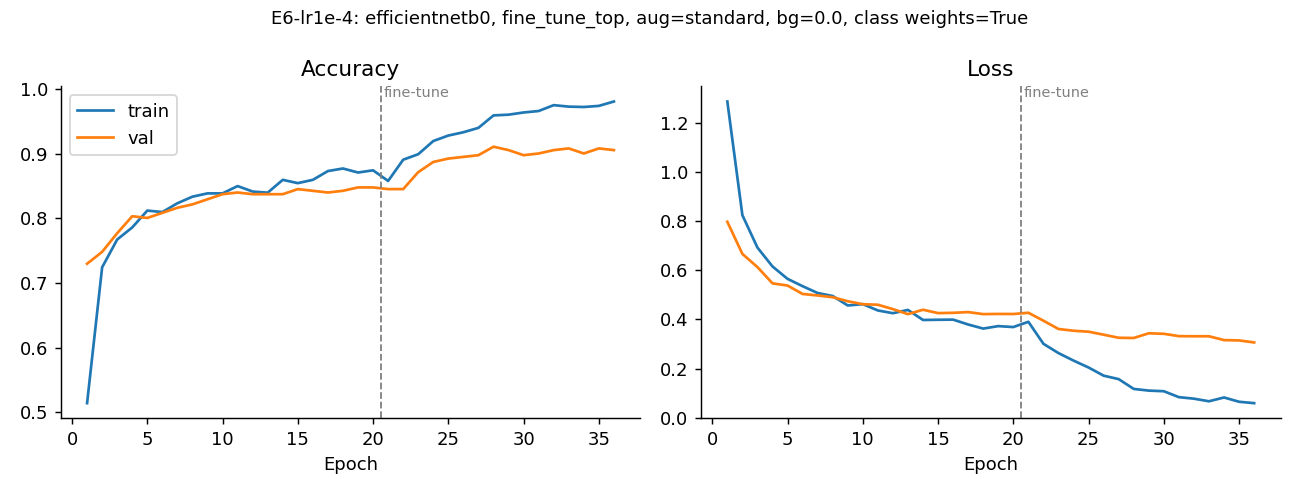 E6-lr1e-4: efficientnetb0, fine_tune_top, aug=standard, bg=0.0, class weights=True
Accuracy
fine-tune
train
val
1.0
0.9
0.8
0.7
0.6
0.5
0 5 10 15 20 25 30 35
Epoch
Loss
fine-tune
1.2
1.0
0.8
0.6
0.4
0.2
0.0
0 5 10 15 20 25 30 35
Epoch